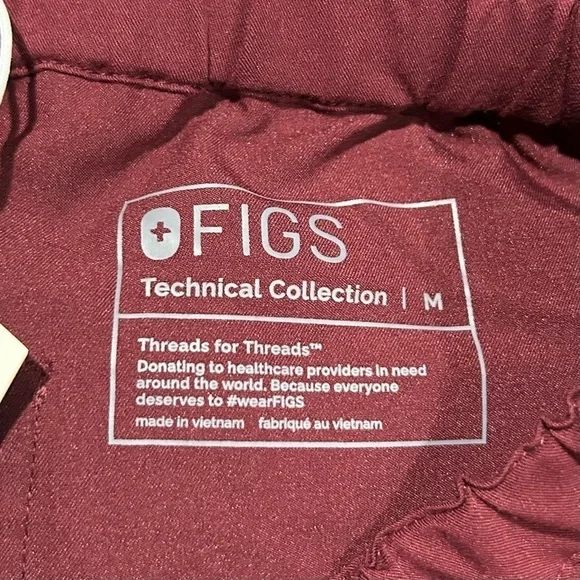 FIGS
Technical Collection | M
Threads for Threads™
Donating to healthcare providers in need
around the world. Because everyone
deserves to #wearFIGS
made in vietnam fabriqué au vietnam